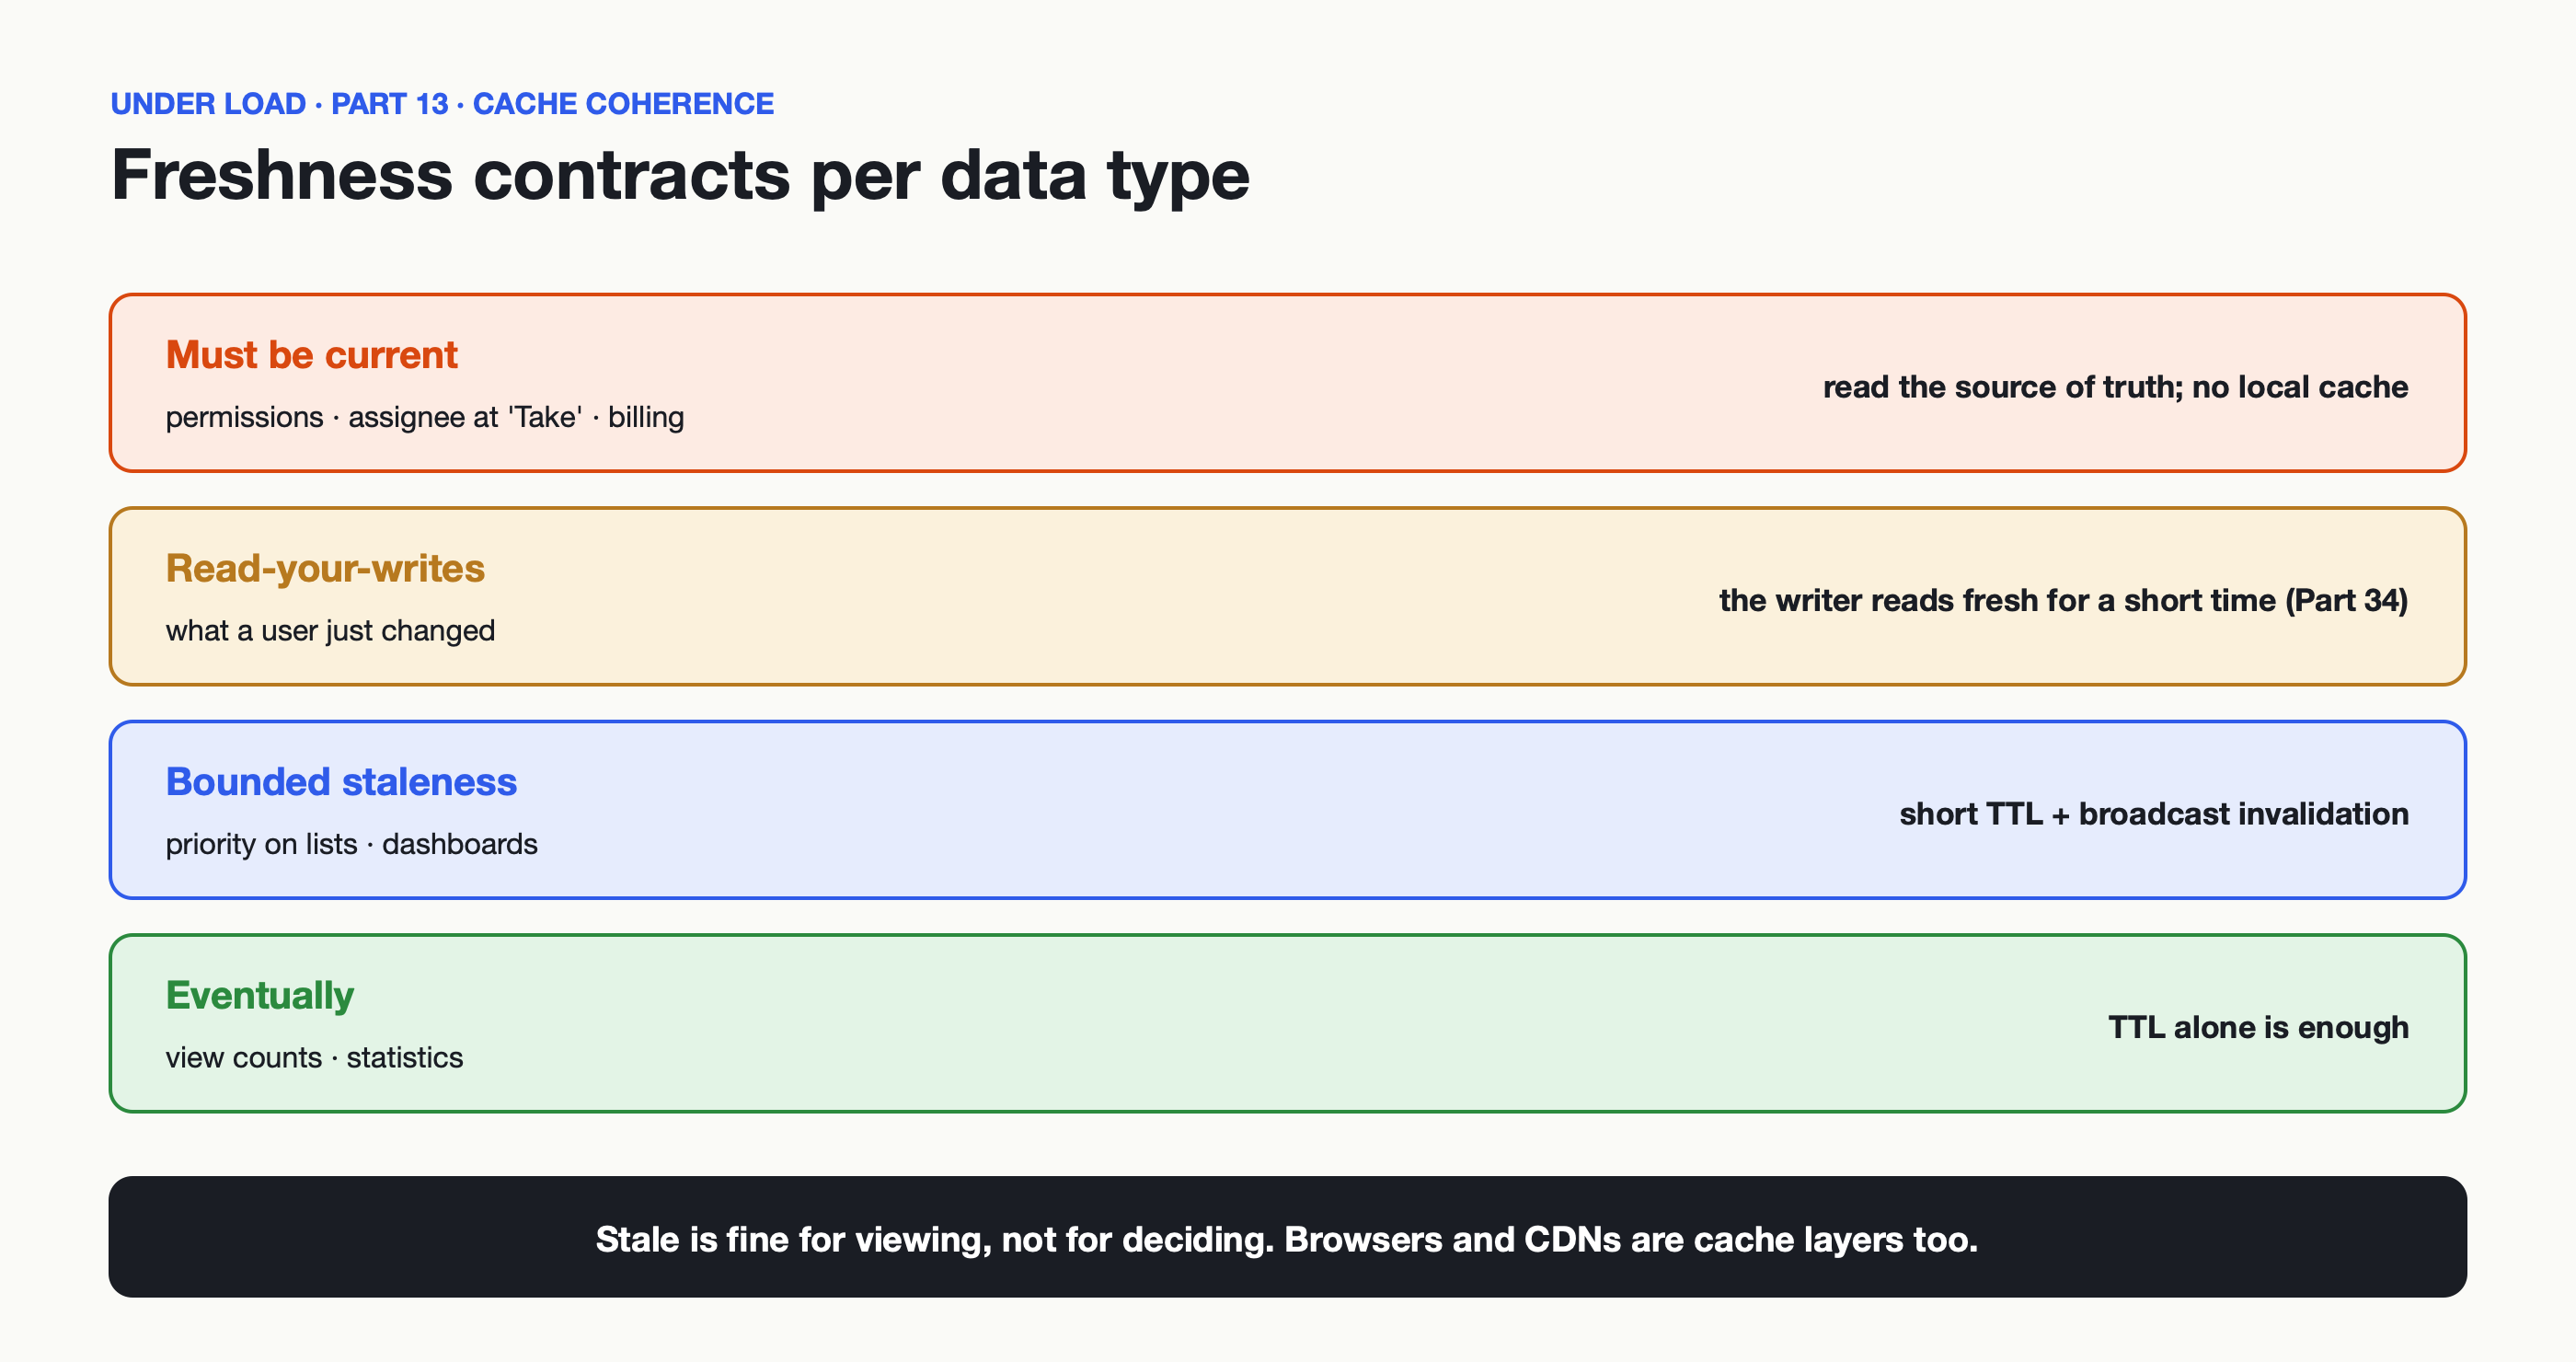 UNDER LOAD · PART 13 · CACHE COHERENCE
Freshness contracts per data type
Must be current
permissions · assignee at 'Take' · billing
read the source of truth; no local cache
Read-your-writes
what a user just changed
the writer reads fresh for a short time (Part 34)
Bounded staleness
priority on lists · dashboards
short TTL + broadcast invalidation
Eventually
view counts · statistics
TTL alone is enough
Stale is fine for viewing, not for deciding. Browsers and CDNs are cache layers too.